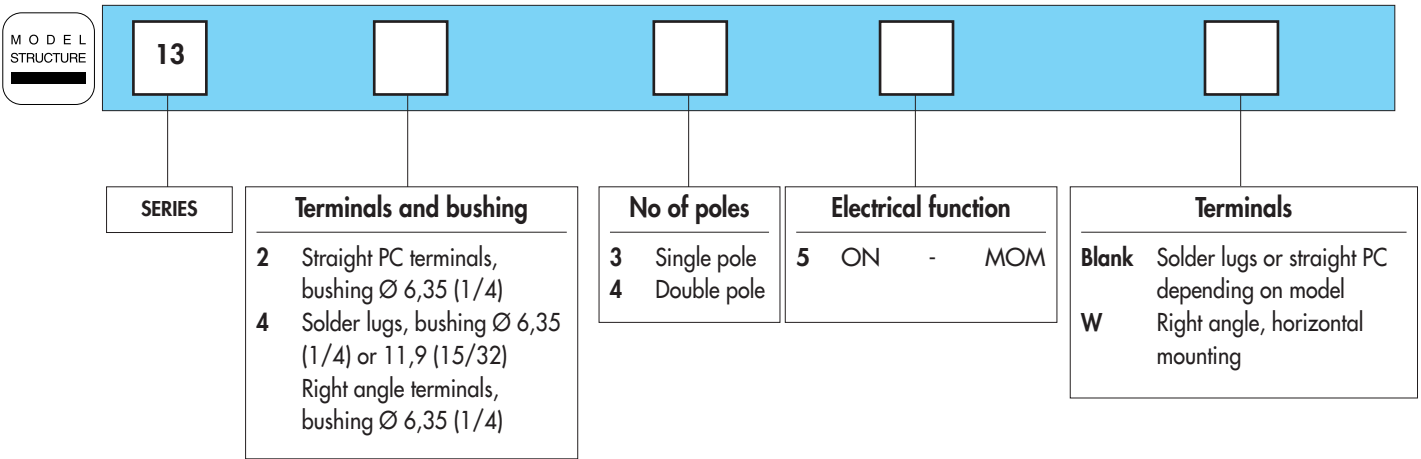 MODEL
STRUCTURE
13
SERIES
Terminals and bushing
2 Straight PC terminals,
bushing Ø 6,35 (1/4)
4 Solder lugs, bushing Ø 6,35
(1/4) or 11,9 (15/32)
Right angle terminals,
bushing Ø 6,35 (1/4)
No of poles
3 Single pole
4 Double pole
Electrical function
5 ON - MOM
Terminals
Blank Solder lugs or straight PC
depending on model
W Right angle, horizontal
mounting